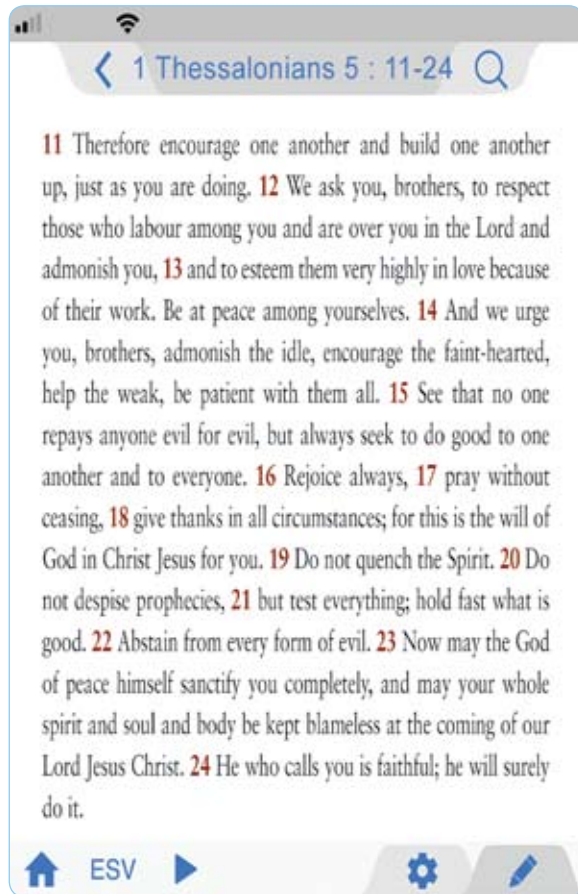 1 Thessalonians 5 : 11-24
11 Therefore encourage one another and build one another
up, just as you are doing. 12 We ask you, brothers, to respect
those who labour among you and are over you in the Lord and
admonish you, 13 and to esteem them very highly in love because
of their work. Be at peace among yourselves. 14 And we urge
you, brothers, admonish the idle, encourage the faint-hearted,
help the weak, be patient with them all. 15 See that no one
repays anyone evil for evil, but always seek to do good to one
another and to everyone. 16 Rejoice always, 17 pray without
ceasing, 18 give thanks in all circumstances; for this is the will of
God in Christ Jesus for you. 19 Do not quench the Spirit. 20 Do
not despise prophecies, 21 but test everything; hold fast what is
good. 22 Abstain from every form of evil. 23 Now may the God
of peace himself sanctify you completely, and may your whole
spirit and soul and body be kept blameless at the coming of our
Lord Jesus Christ. 24 He who calls you is faithful; he will surely
do it.
ESV